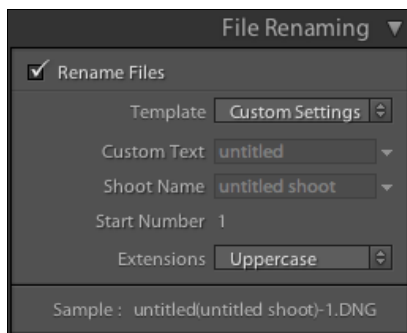 File Renaming
Rename Files
Template Custom Settings
Custom Text untitled
Shoot Name untitled shoot
Start Number 1
Extensions Uppercase
Sample : untitled(untitled shoot)-1.DNG